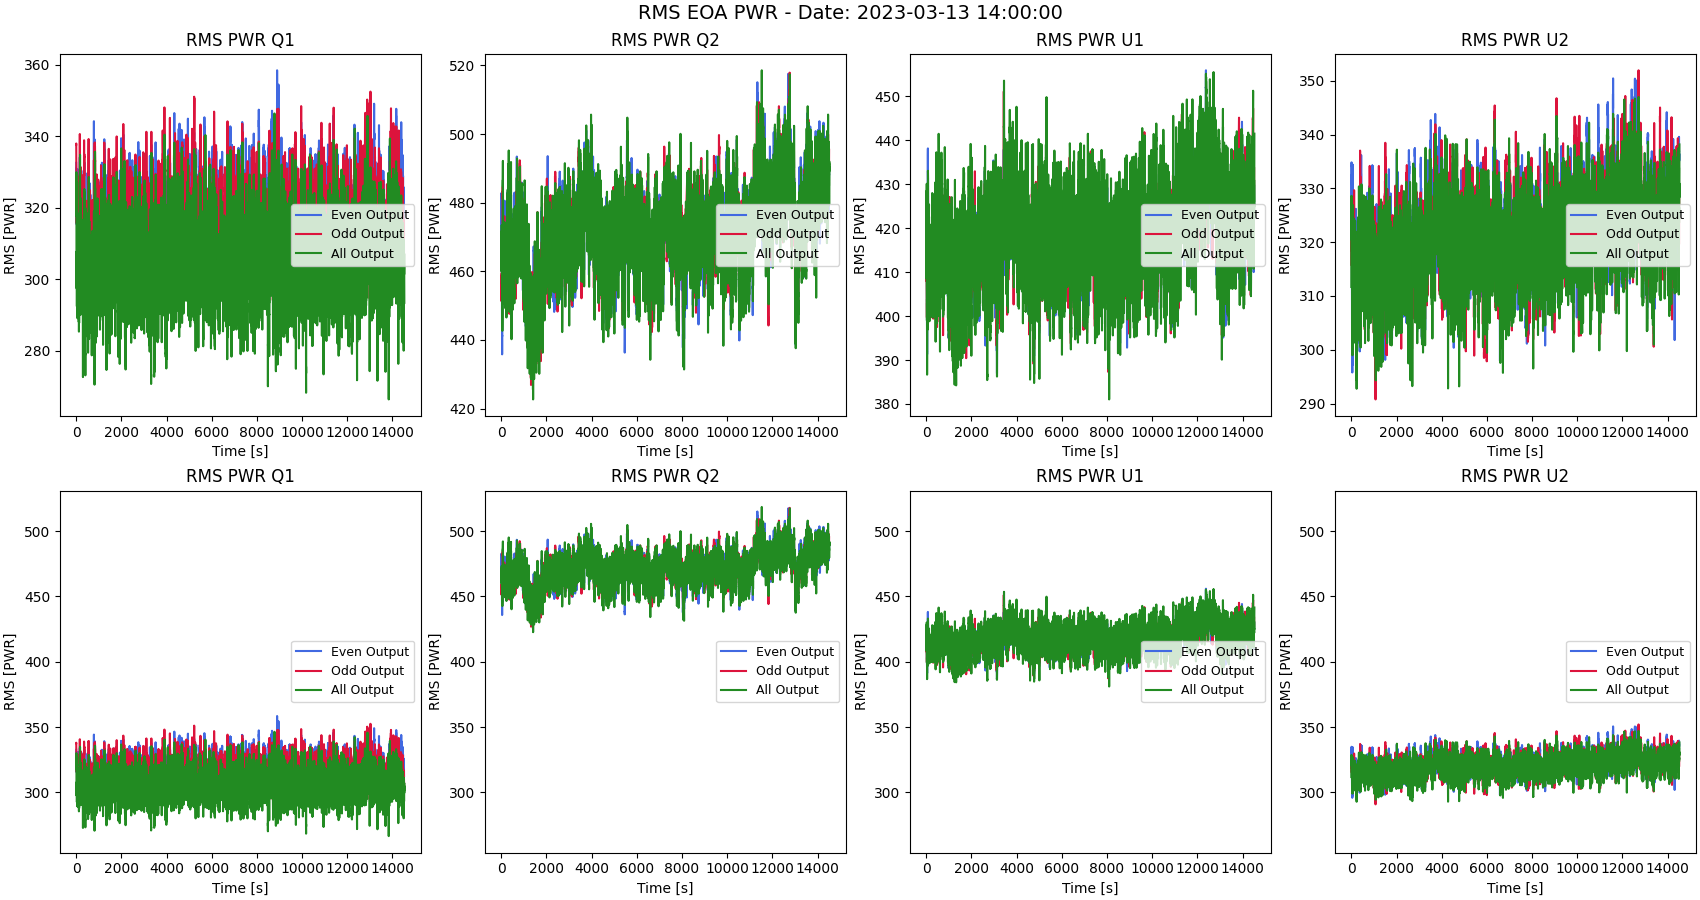 RMS EOA PWR - Date: 2023-03-13 14:00:00
RMS PWR Q1
RMS [PWR]
360
340
320
300
280
Even Output
Odd Output
All Output
0 2000 4000 6000 8000 10000 12000 14000
Time [s]
RMS PWR Q2
RMS [PWR]
520
500
480
460
440
420
Even Output
Odd Output
All Output
0 2000 4000 6000 8000 10000 12000 14000
Time [s]
RMS PWR U1
RMS [PWR]
450
440
430
420
410
400
390
380
Even Output
Odd Output
All Output
0 2000 4000 6000 8000 10000 12000 14000
Time [s]
RMS PWR U2
RMS [PWR]
350
340
330
320
310
300
290
Even Output
Odd Output
All Output
0 2000 4000 6000 8000 10000 12000 14000
Time [s]
RMS PWR Q1
RMS [PWR]
500
450
400
350
300
Even Output
Odd Output
All Output
0 2000 4000 6000 8000 10000 12000 14000
Time [s]
RMS PWR Q2
RMS [PWR]
500
450
400
350
300
Even Output
Odd Output
All Output
0 2000 4000 6000 8000 10000 12000 14000
Time [s]
RMS PWR U1
RMS [PWR]
500
450
400
350
300
Even Output
Odd Output
All Output
0 2000 4000 6000 8000 10000 12000 14000
Time [s]
RMS PWR U2
RMS [PWR]
500
450
400
350
300
Even Output
Odd Output
All Output
0 2000 4000 6000 8000 10000 12000 14000
Time [s]